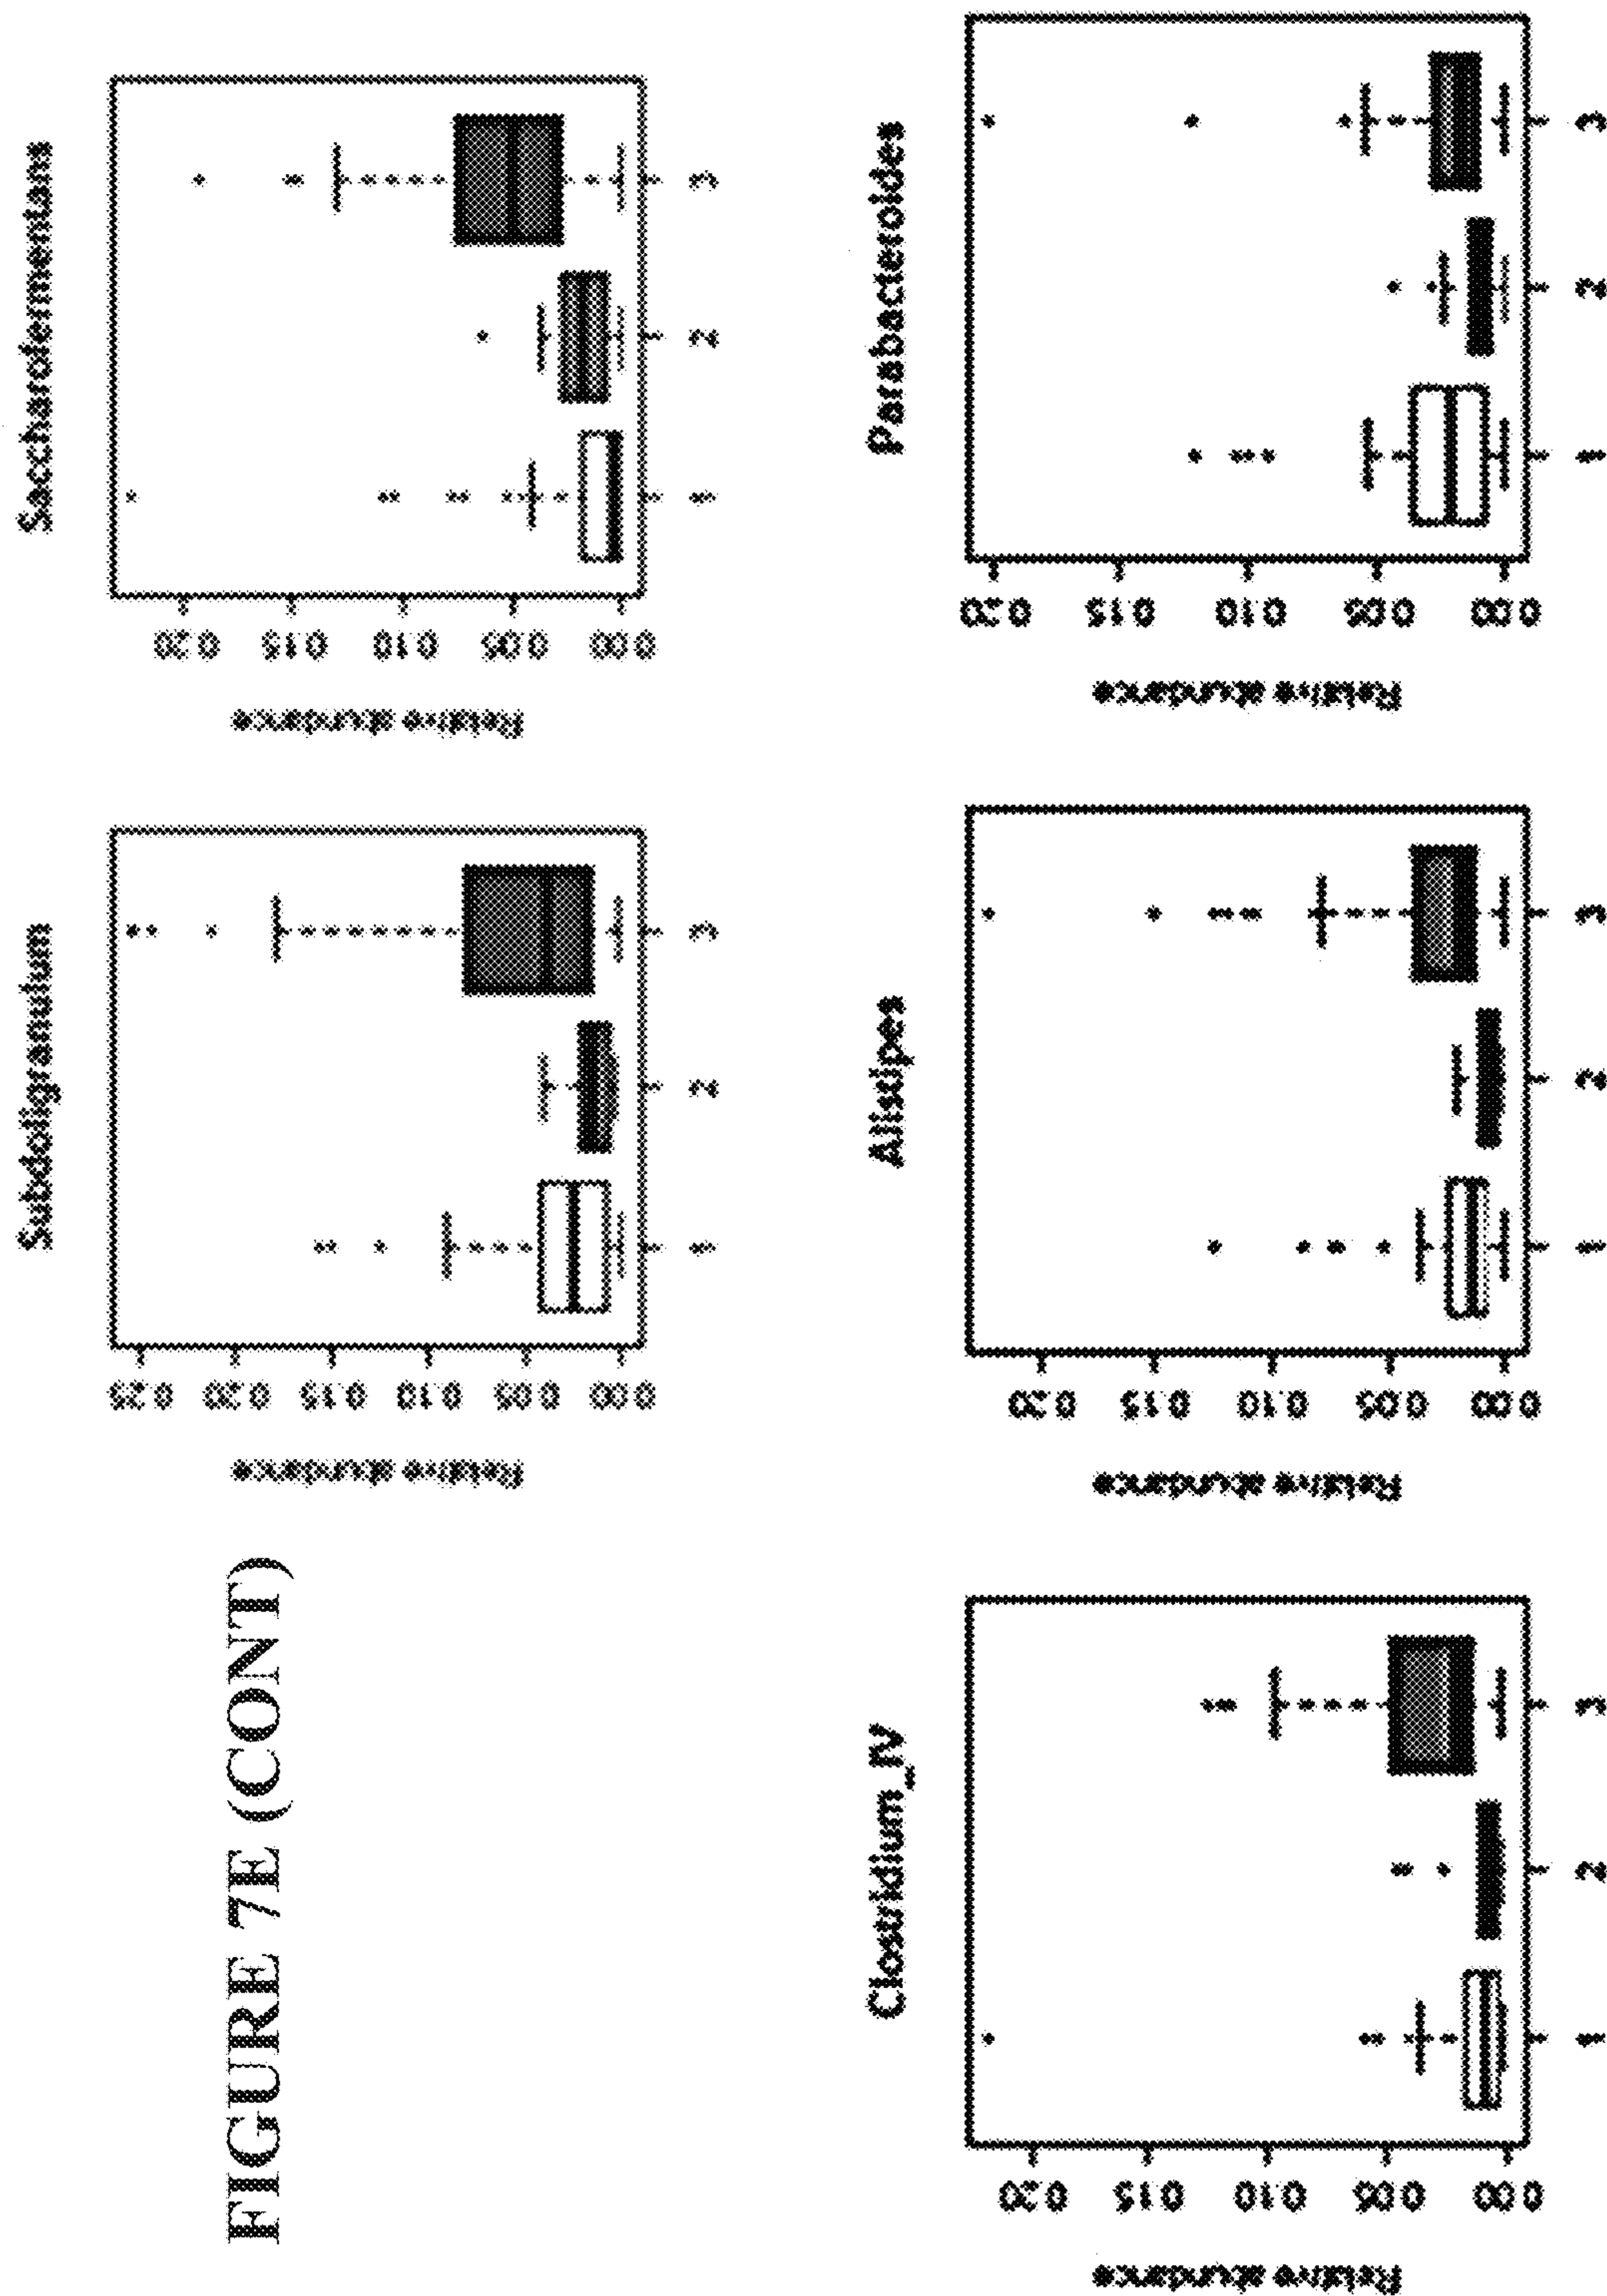 FIGURE 7E (CONT)
Subdoligranulum
Relative abundance
0.00 0.05 0.10 0.15 0.20 0.25
1 2 3
Saccharofermentans
Relative abundance
0.00 0.05 0.10 0.15 0.20
1 2 3
Clostridium_IV
Relative abundance
0.00 0.05 0.10 0.15 0.20
1 2 3
Alistipes
Relative abundance
0.00 0.05 0.10 0.15 0.20
1 2 3
Parabacteroides
Relative abundance
0.00 0.05 0.10 0.15 0.20
1 2 3